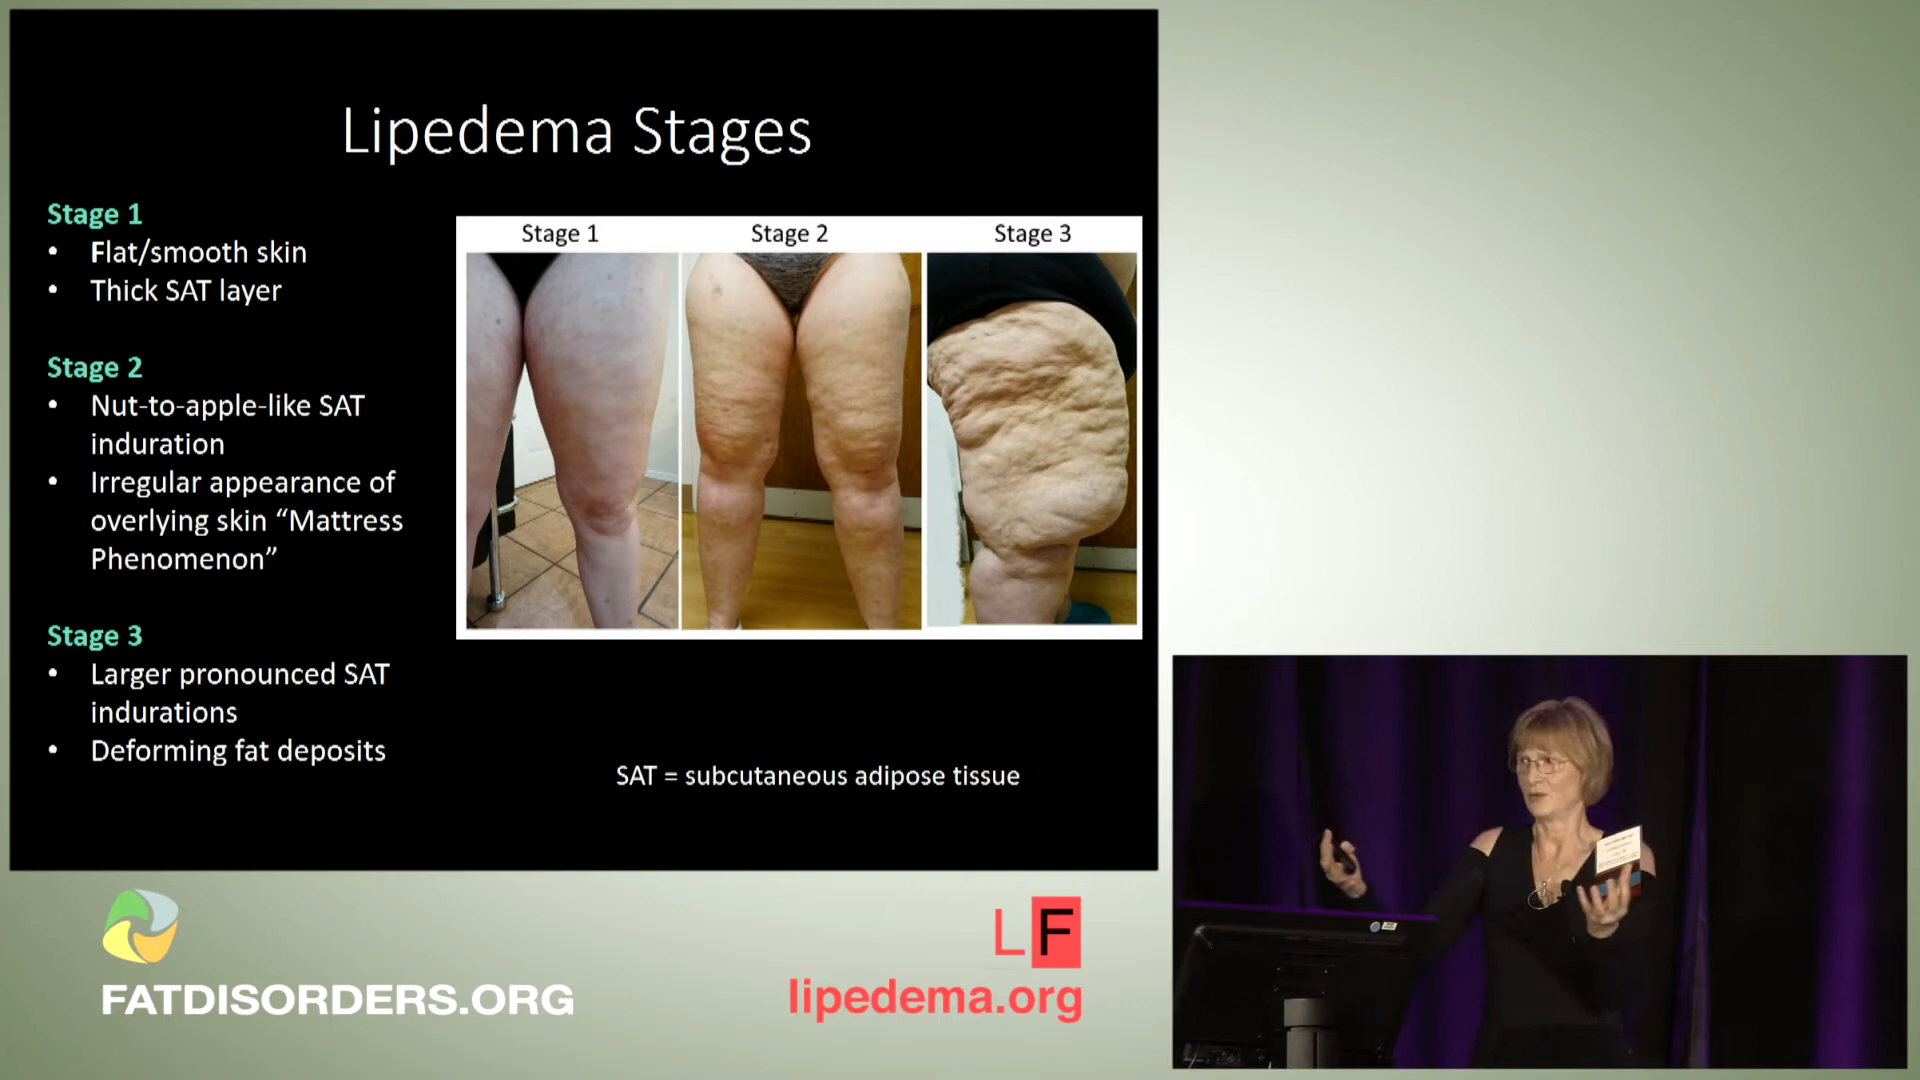 Lipedema Stages
Stage 1
• Flat/smooth skin
• Thick SAT layer
Stage 2
• Nut-to-apple-like SAT
induration
• Irregular appearance of
overlying skin “Mattress
Phenomenon”
Stage 3
• Larger pronounced SAT
indurations
• Deforming fat deposits
Stage 1 Stage 2 Stage 3
SAT = subcutaneous adipose tissue
FATDISORDERS.ORG
LF
lipedema.org